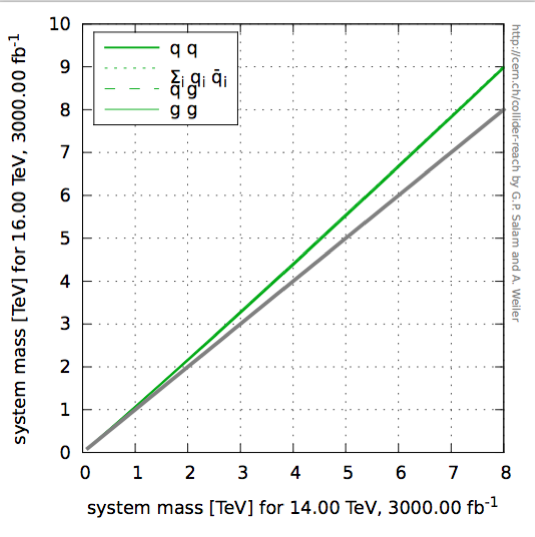 10
9
8
7
6
5
4
3
2
1
0
0 1 2 3 4 5 6 7 8
q q
Σi qi q̄i
q g
g g
system mass [TeV] for 16.00 TeV, 3000.00 fb⁻¹
system mass [TeV] for 14.00 TeV, 3000.00 fb⁻¹
http://cern.ch/collider-reach by G.P. Salam and A. Weiler